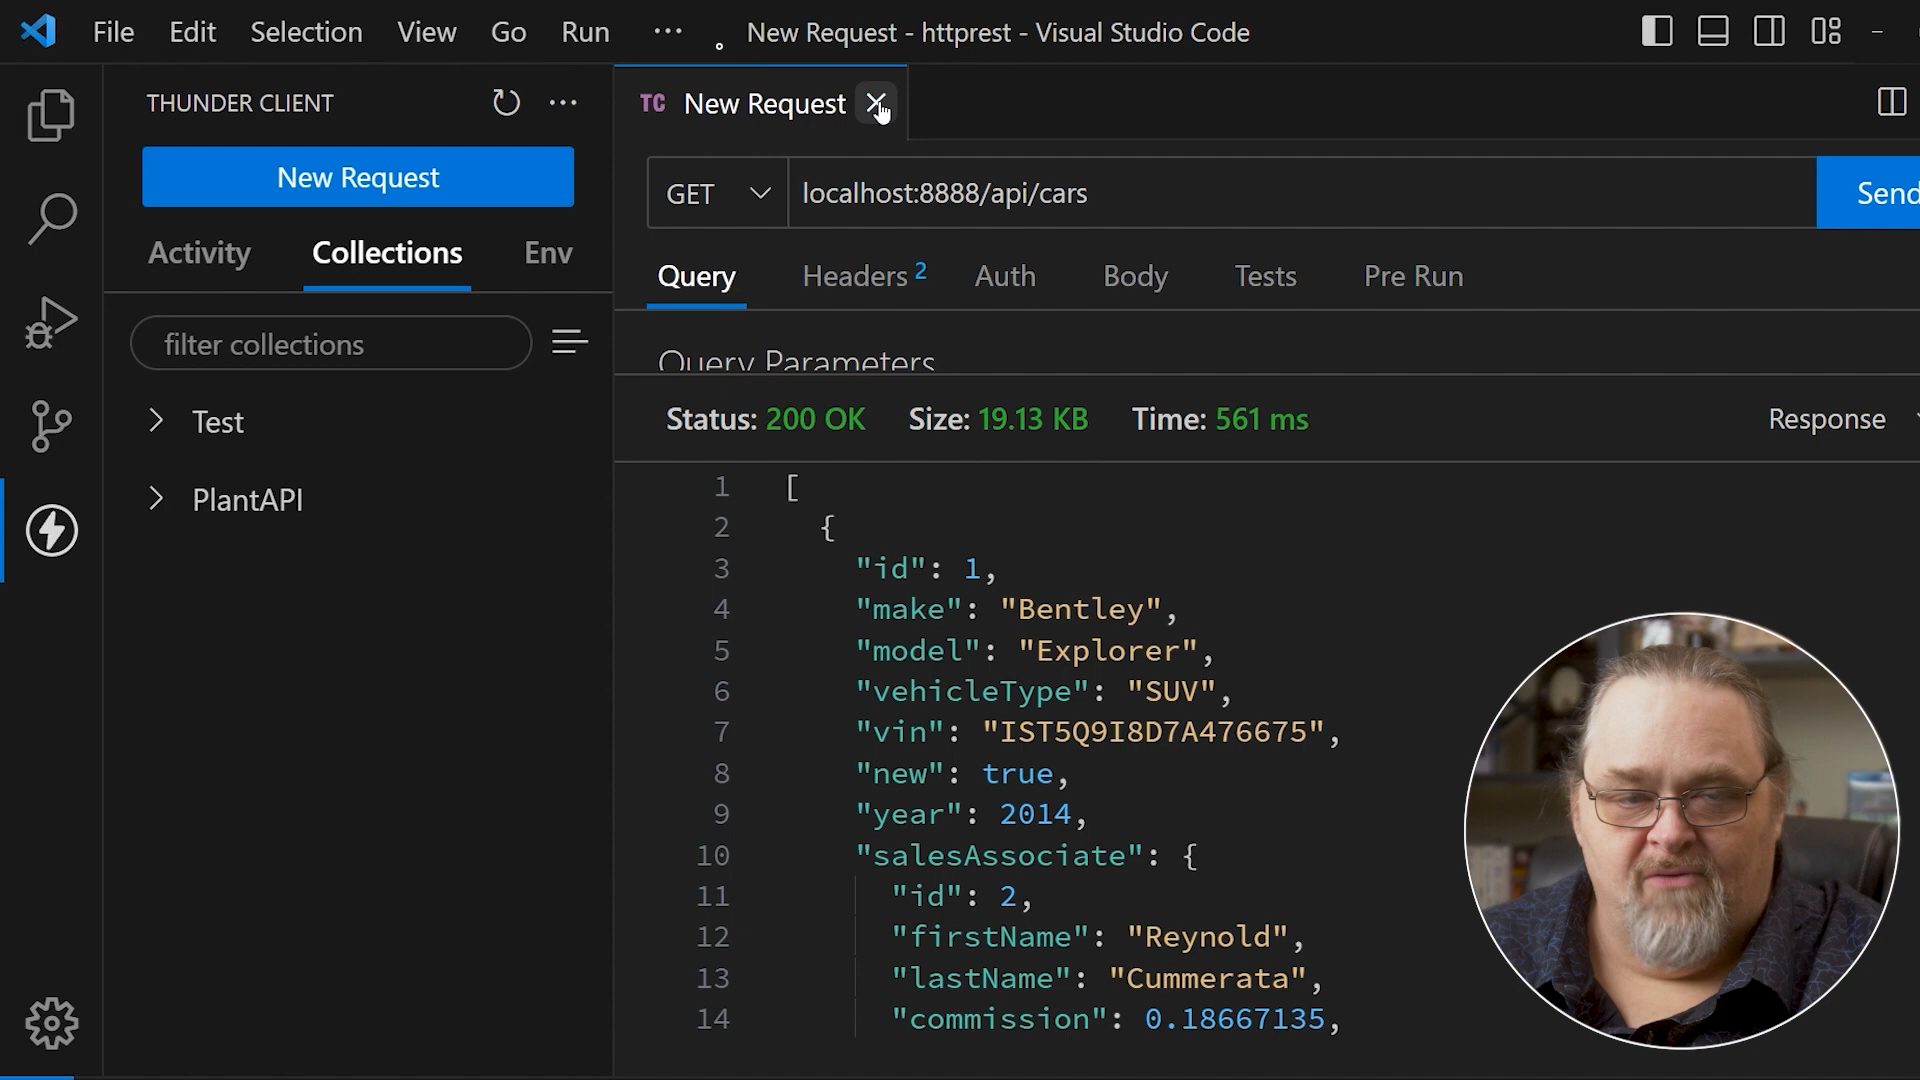 File Edit Selection View Go Run ··· New Request - httprest - Visual Studio Code
THUNDER CLIENT
New Request
Activity Collections Env
filter collections
Test
PlantAPI
TC New Request
GET localhost:8888/api/cars Send
Query Headers 2 Auth Body Tests Pre Run
Query Parameters
Status: 200 OK Size: 19.13 KB Time: 561 ms Response
1 [
2 {
3 "id": 1,
4 "make": "Bentley",
5 "model": "Explorer",
6 "vehicleType": "SUV",
7 "vin": "IST5Q9I8D7A476675",
8 "new": true,
9 "year": 2014,
10 "salesAssociate": {
11 "id": 2,
12 "firstName": "Reynold",
13 "lastName": "Cummerata",
14 "commission": 0.18667135,